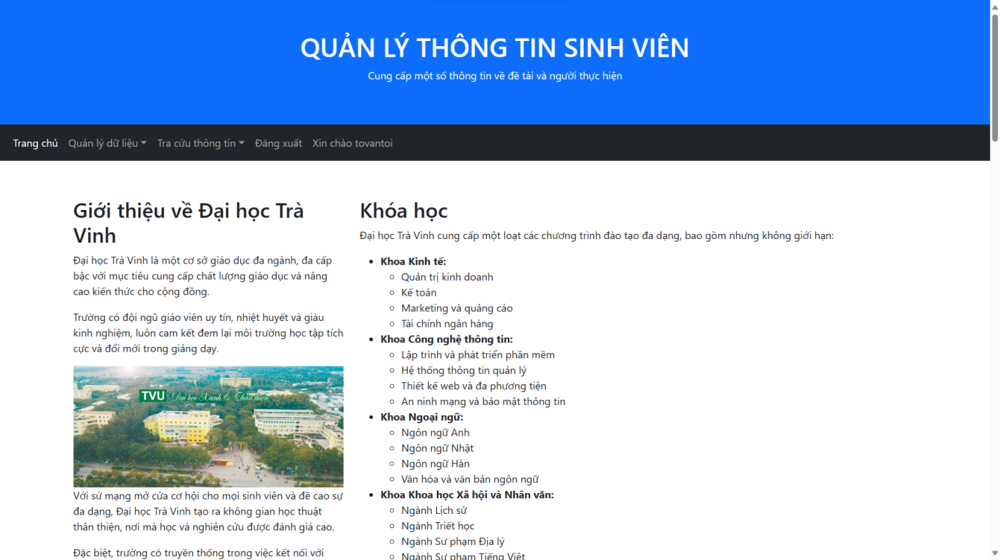 QUẢN LÝ THÔNG TIN SINH VIÊN
Cung cấp một số thông tin về đề tài và người thực hiện
Trang chủ Quản lý dữ liệu Tra cứu thông tin Đăng xuất Xin chào tovantoi
Giới thiệu về Đại học Trà
Vinh
Đại học Trà Vinh là một cơ sở giáo dục đa ngành, đa cấp
bậc với mục tiêu cung cấp chất lượng giáo dục và nâng
cao kiến thức cho cộng đồng.
Trường có đội ngũ giáo viên uy tín, nhiệt huyết và giàu
kinh nghiệm, luôn cam kết đem lại môi trường học tập tích
cực và đổi mới trong giảng dạy.
TVU Đại học Xanh & Thân thiện
Với sứ mạng mở cửa cơ hội cho mọi sinh viên và đề cao sự
đa dạng, Đại học Trà Vinh tạo ra không gian học thuật
thân thiện, nơi mà học và nghiên cứu được đánh giá cao.
Đặc biệt, trường có truyền thống trong việc kết nối với
Khóa học
Đại học Trà Vinh cung cấp một loạt các chương trình đào tạo đa dạng, bao gồm nhưng không giới hạn:
Khoa Kinh tế:
Quản trị kinh doanh
Kế toán
Marketing và quảng cáo
Tài chính ngân hàng
Khoa Công nghệ thông tin:
Lập trình và phát triển phần mềm
Hệ thống thông tin quản lý
Thiết kế web và đa phương tiện
An ninh mạng và bảo mật thông tin
Khoa Ngoại ngữ:
Ngôn ngữ Anh
Ngôn ngữ Nhật
Ngôn ngữ Hàn
Văn hóa và văn bản ngôn ngữ
Khoa Khoa học Xã hội và Nhân văn:
Ngành Lịch sử
Ngành Triết học
Ngành Sư phạm Địa lý
Ngành Sư phạm Tiếng Việt